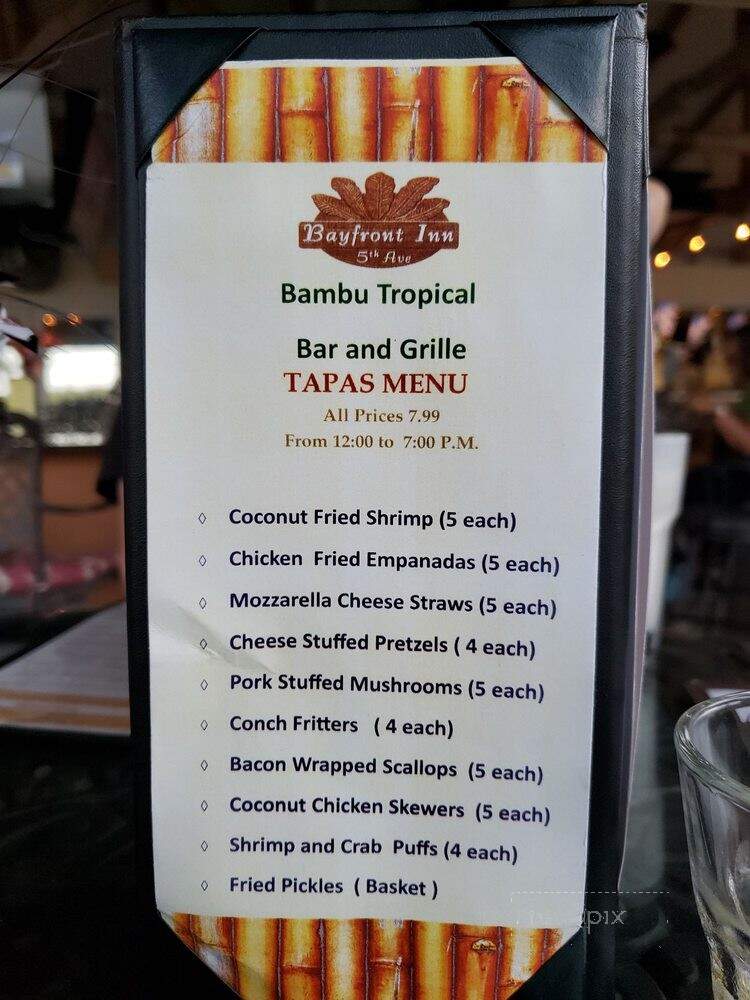 Bayfront Inn
5th Ave
Bambu Tropical
Bar and Grille
TAPAS MENU
All Prices 7.99
From 12:00 to 7:00 P.M.
◊ Coconut Fried Shrimp (5 each)
◊ Chicken Fried Empanadas (5 each)
◊ Mozzarella Cheese Straws (5 each)
◊ Cheese Stuffed Pretzels ( 4 each)
◊ Pork Stuffed Mushrooms (5 each)
◊ Conch Fritters ( 4 each)
◊ Bacon Wrapped Scallops (5 each)
◊ Coconut Chicken Skewers (5 each)
◊ Shrimp and Crab Puffs (4 each)
◊ Fried Pickles ( Basket )